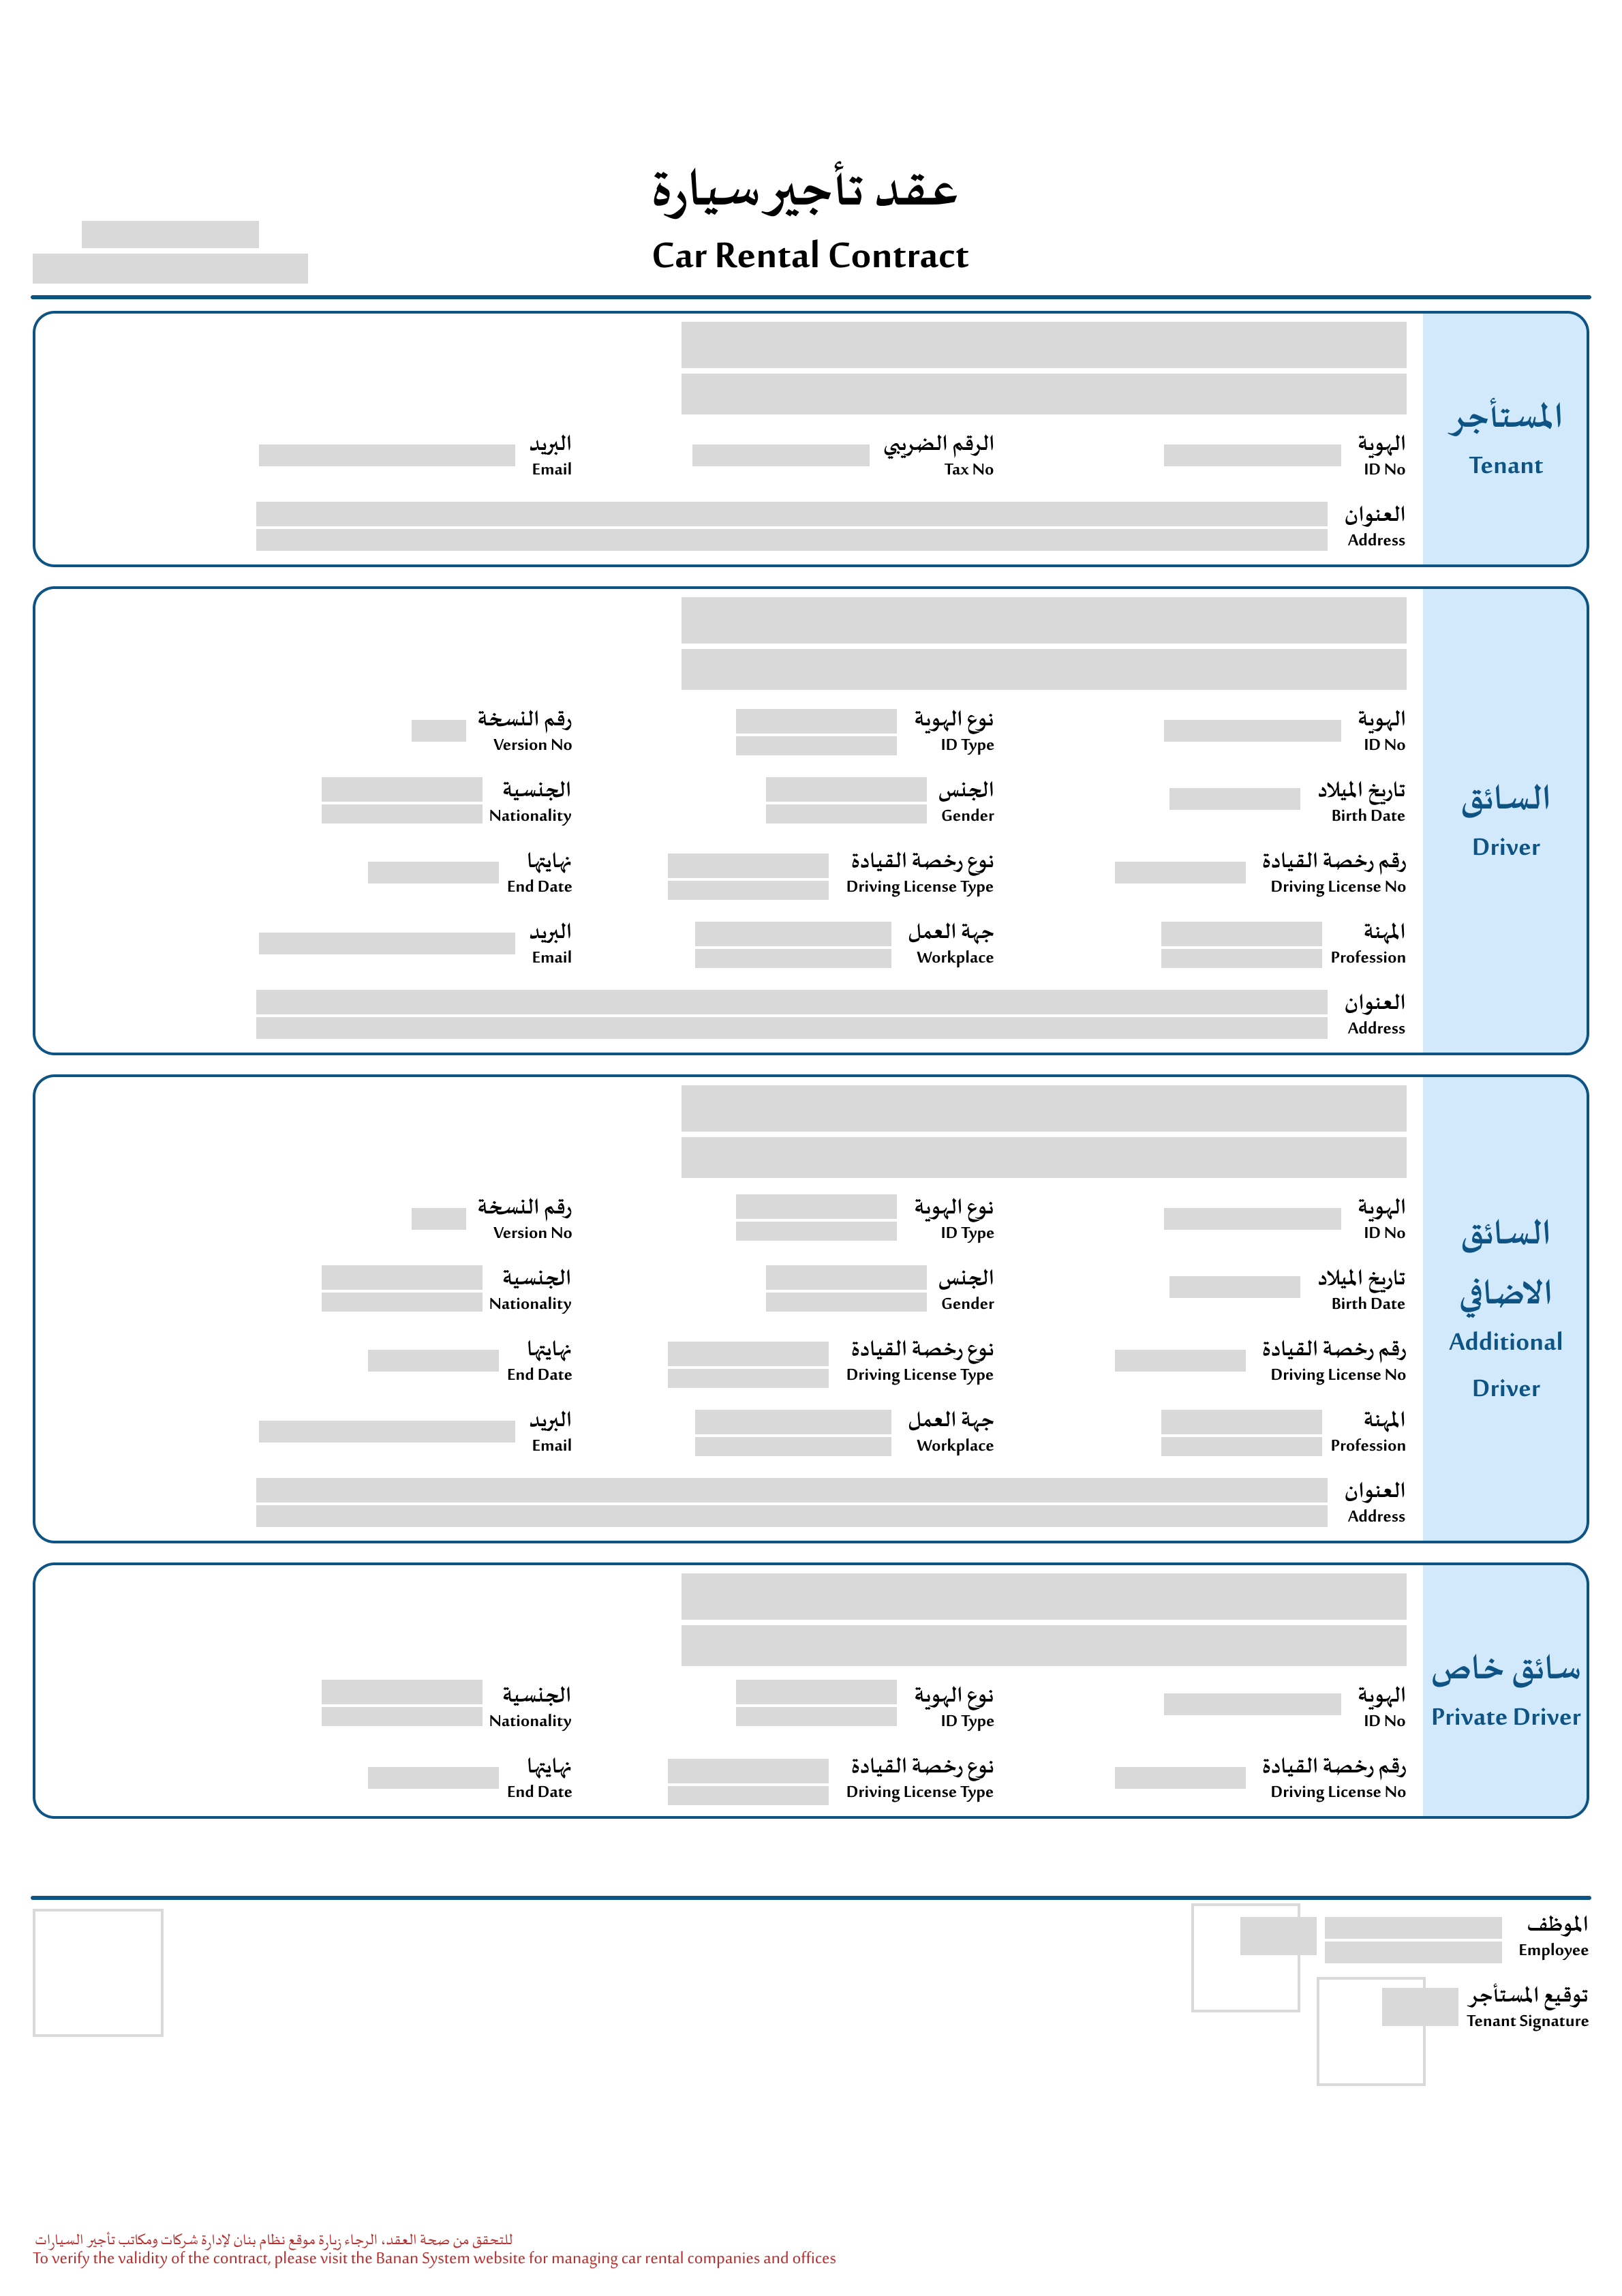 عقد تأجير سيارة
Car Rental Contract
المستأجر
Tenant
الهوية
ID No
الرقم الضريبي
Tax No
البريد
Email
العنوان
Address
السائق
Driver
الهوية
ID No
نوع الهوية
ID Type
رقم النسخة
Version No
تاريخ الميلاد
Birth Date
الجنس
Gender
الجنسية
Nationality
رقم رخصة القيادة
Driving License No
نوع رخصة القيادة
Driving License Type
نهايتها
End Date
المهنة
Profession
جهة العمل
Workplace
البريد
Email
العنوان
Address
السائق
الاضافي
Additional
Driver
الهوية
ID No
نوع الهوية
ID Type
رقم النسخة
Version No
تاريخ الميلاد
Birth Date
الجنس
Gender
الجنسية
Nationality
رقم رخصة القيادة
Driving License No
نوع رخصة القيادة
Driving License Type
نهايتها
End Date
المهنة
Profession
جهة العمل
Workplace
البريد
Email
العنوان
Address
سائق خاص
Private Driver
الهوية
ID No
نوع الهوية
ID Type
الجنسية
Nationality
رقم رخصة القيادة
Driving License No
نوع رخصة القيادة
Driving License Type
نهايتها
End Date
الموظف
Employee
توقيع المستأجر
Tenant Signature
للتحقق من صحة العقد، الرجاء زيارة موقع نظام بنان لإدارة شركات ومكاتب تأجير السيارات
To verify the validity of the contract, please visit the Banan System website for managing car rental companies and offices